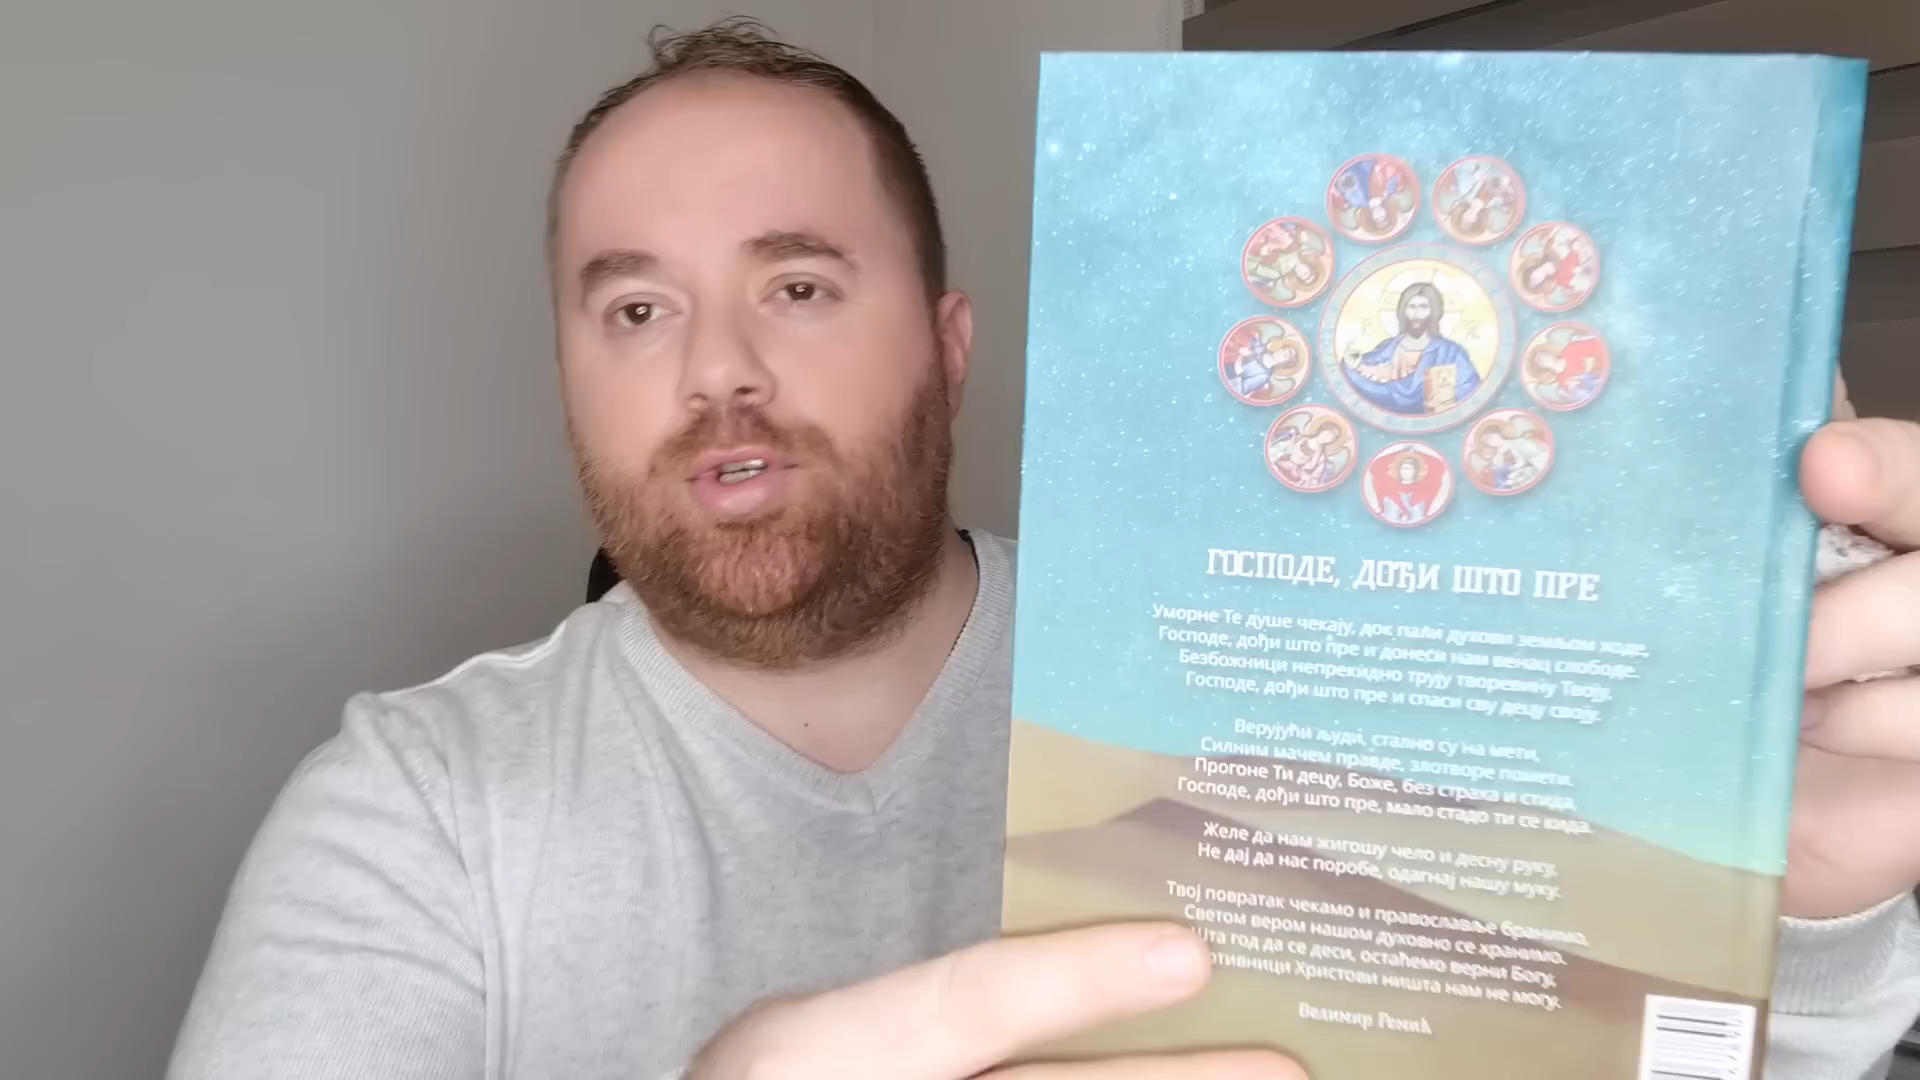 ГОСПОДЕ, ДОЂИ ШТО ПРЕ
Уморне Те душе чекају, док пали духови земљом ходе,
Господе, дођи што пре и донеси нам венац слободе.
Безбожници непрекидно трују творевину Твоју,
Господе, дођи што пре и спаси сву децу своју.
Верујући људи, стално су на мети,
Силним мачем правде, злотворе помети.
Прогоне Ти децу, Боже, без страха и стида,
Господе, дођи што пре, мало стадо ти се кида.
Желе да нам жигошу чело и десну руку,
Не дај да нас поробе, одагнај нашу муку.
Твој повратак чекамо и православље бранимо,
Светом вером нашом духовно се хранимо.
Шта год да се деси, остаћемо верни Богу,
Христови ништа нам не могу.
Велимир